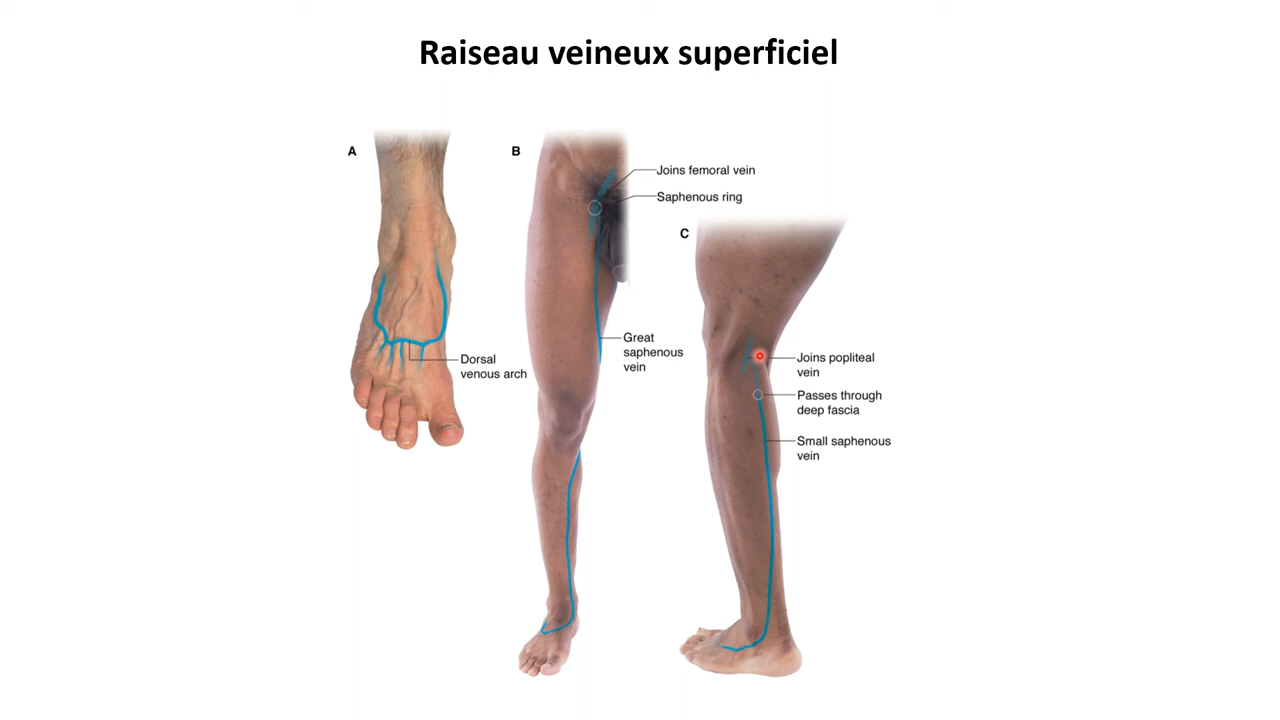 Raiseau veineux superficiel
A
B
Joins femoral vein
Saphenous ring
C
Great
saphenous
vein
Dorsal
venous arch
Joins popliteal
vein
Passes through
deep fascia
Small saphenous
vein